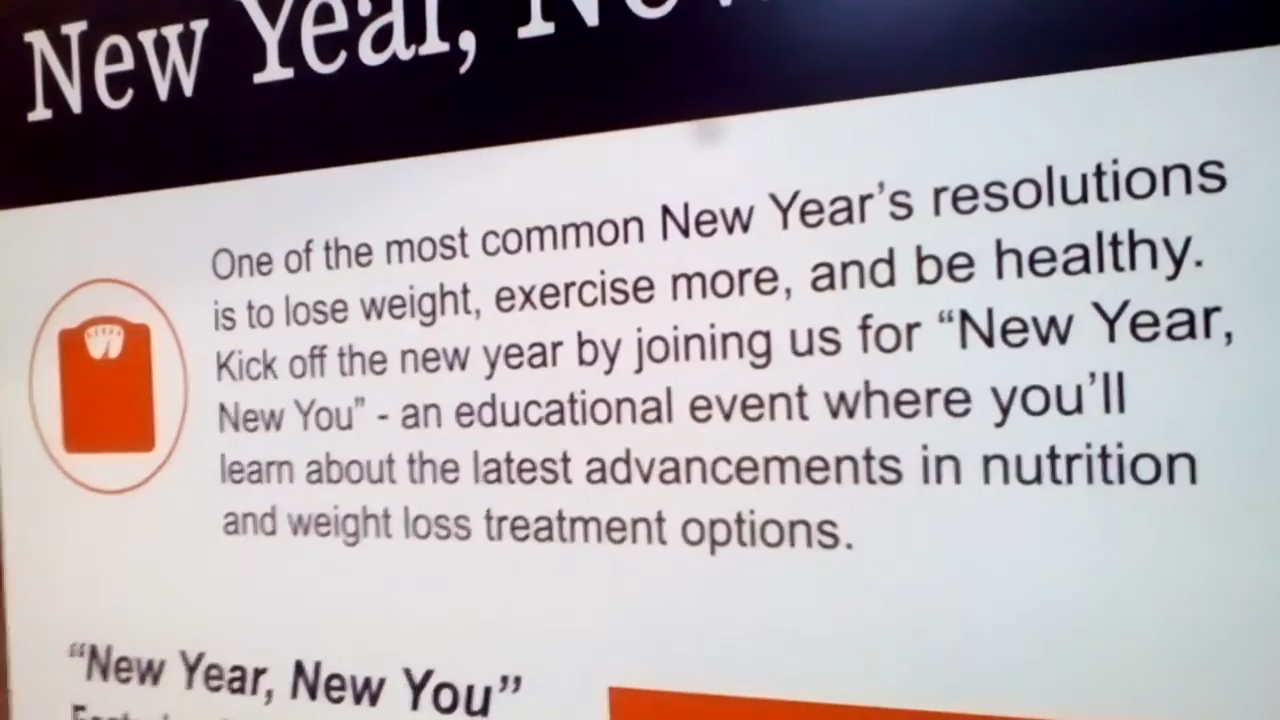 New Year,
One of the most common New Year's resolutions
is to lose weight, exercise more, and be healthy.
Kick off the new year by joining us for “New Year,
New You” - an educational event where you'll
learn about the latest advancements in nutrition
and weight loss treatment options.
“New Year, New You”